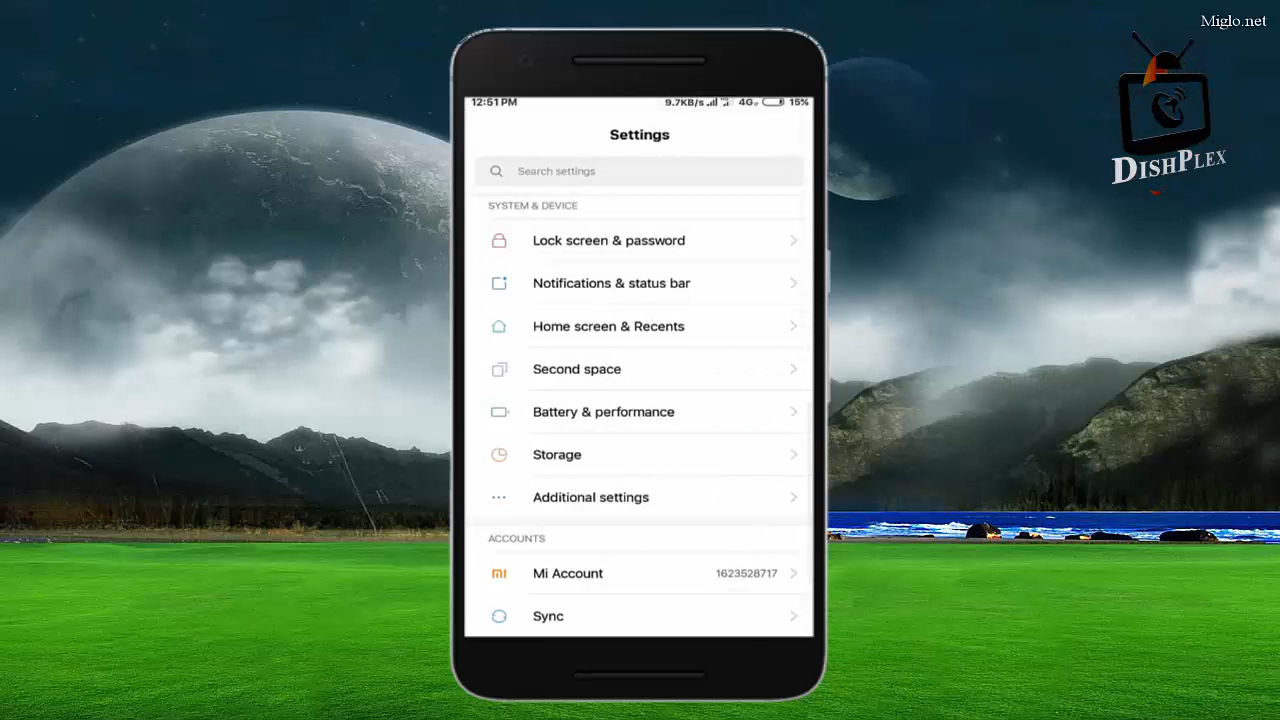 Miglo.net
DISHPLEX
12:51 PM 9.7KB/s 4G 15%
Settings
Search settings
SYSTEM & DEVICE
Lock screen & password
Notifications & status bar
Home screen & Recents
Second space
Battery & performance
Storage
Additional settings
ACCOUNTS
Mi Account 1623528717
Sync